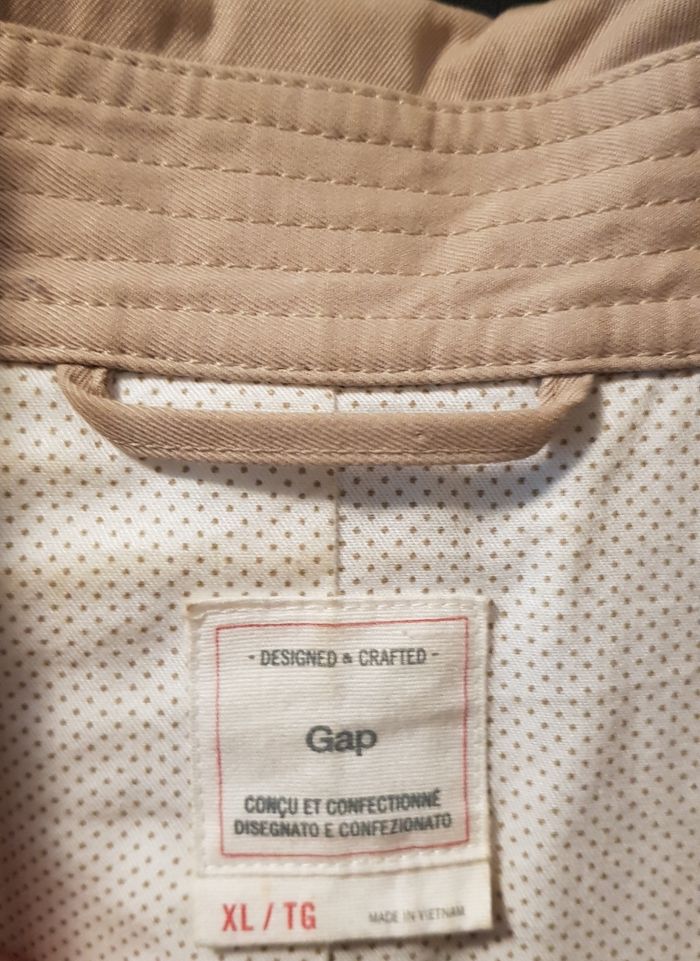 - DESIGNED & CRAFTED -
Gap
CONÇU ET CONFECTIONNÉ
DISEGNATO E CONFEZIONATO
XL / TG MADE IN VIETNAM